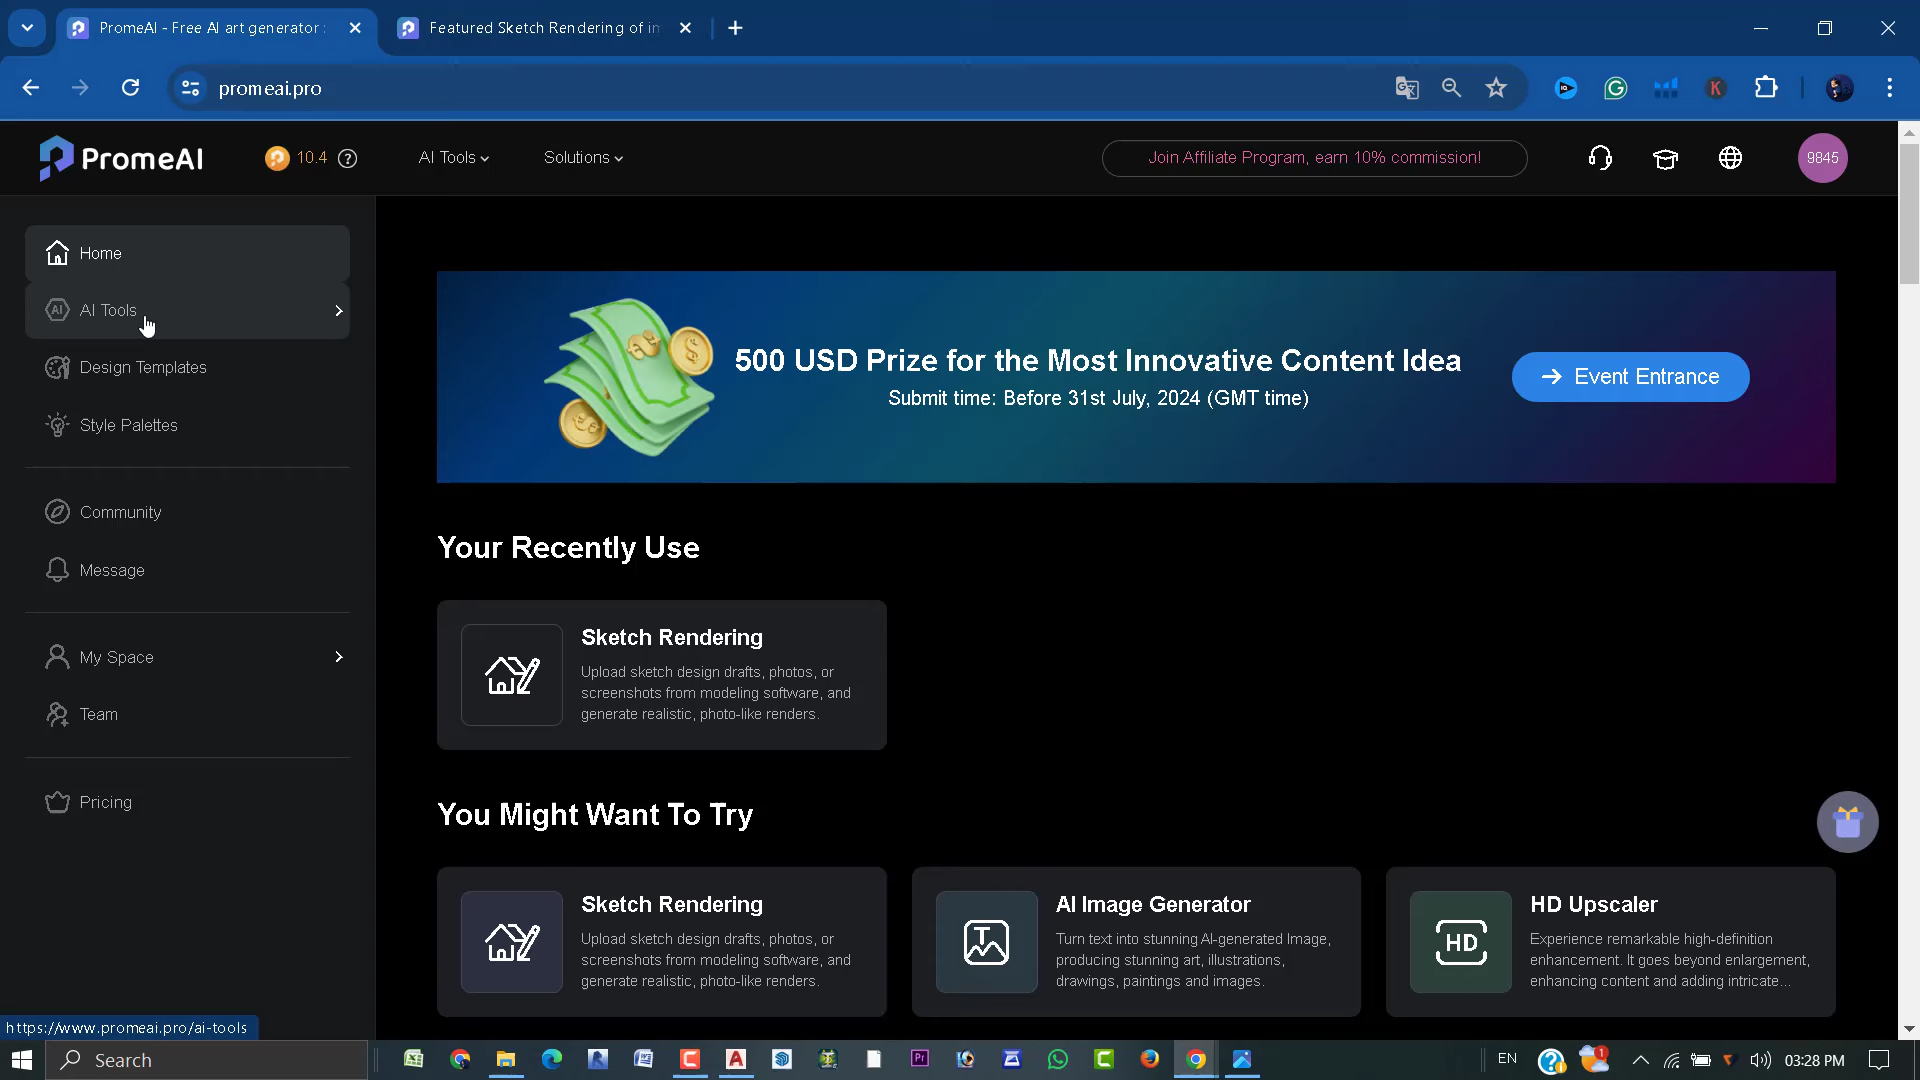 PromeAI - Free AI art generator :
Featured Sketch Rendering of im
promeai.pro
PromeAI
10.4
?
AI Tools
Solutions
Join Affiliate Program, earn 10% commission!
9845
Home
AI Tools
Design Templates
Style Palettes
Community
Message
My Space
Team
Pricing
500 USD Prize for the Most Innovative Content Idea
Submit time: Before 31st July, 2024 (GMT time)
Event Entrance
Your Recently Use
Sketch Rendering
Upload sketch design drafts, photos, or
screenshots from modeling software, and
generate realistic, photo-like renders.
You Might Want To Try
Sketch Rendering
Upload sketch design drafts, photos, or
screenshots from modeling software, and
generate realistic, photo-like renders.
AI Image Generator
Turn text into stunning AI-generated Image,
producing stunning art, illustrations,
drawings, paintings and images.
HD
HD Upscaler
Experience remarkable high-definition
enhancement. It goes beyond enlargement,
enhancing content and adding intricate...
https://www.promeai.pro/ai-tools
Search
EN
1
03:28 PM